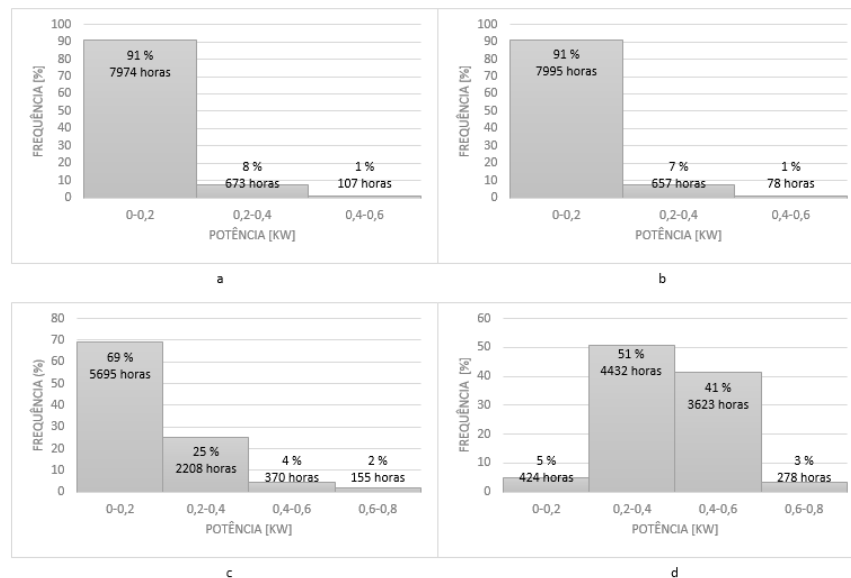 100
90
80
70
60
50
40
30
20
10
0
FREQUÊNCIA [%]
91 %
7974 horas
8 %
673 horas
1 %
107 horas
0-0,2
0,2-0,4
0,4-0,6
POTÊNCIA [KW]
a
100
90
80
70
60
50
40
30
20
10
0
FREQUÊNCIA [%]
91 %
7995 horas
7 %
657 horas
1 %
78 horas
0-0,2
0,2-0,4
0,4-0,6
POTÊNCIA [KW]
b
80
70
60
50
40
30
20
10
0
FREQUÊNCIA (%)
69 %
5695 horas
25 %
2208 horas
4 %
370 horas
2 %
155 horas
0-0,2
0,2-0,4
0,4-0,6
0,6-0,8
POTÊNCIA [KW]
c
60
50
40
30
20
10
0
FREQUÊNCIA [%]
5 %
424 horas
51 %
4432 horas
41 %
3623 horas
3 %
278 horas
0-0,2
0,2-0,4
0,4-0,6
0,6-0,8
POTÊNCIA [KW]
d